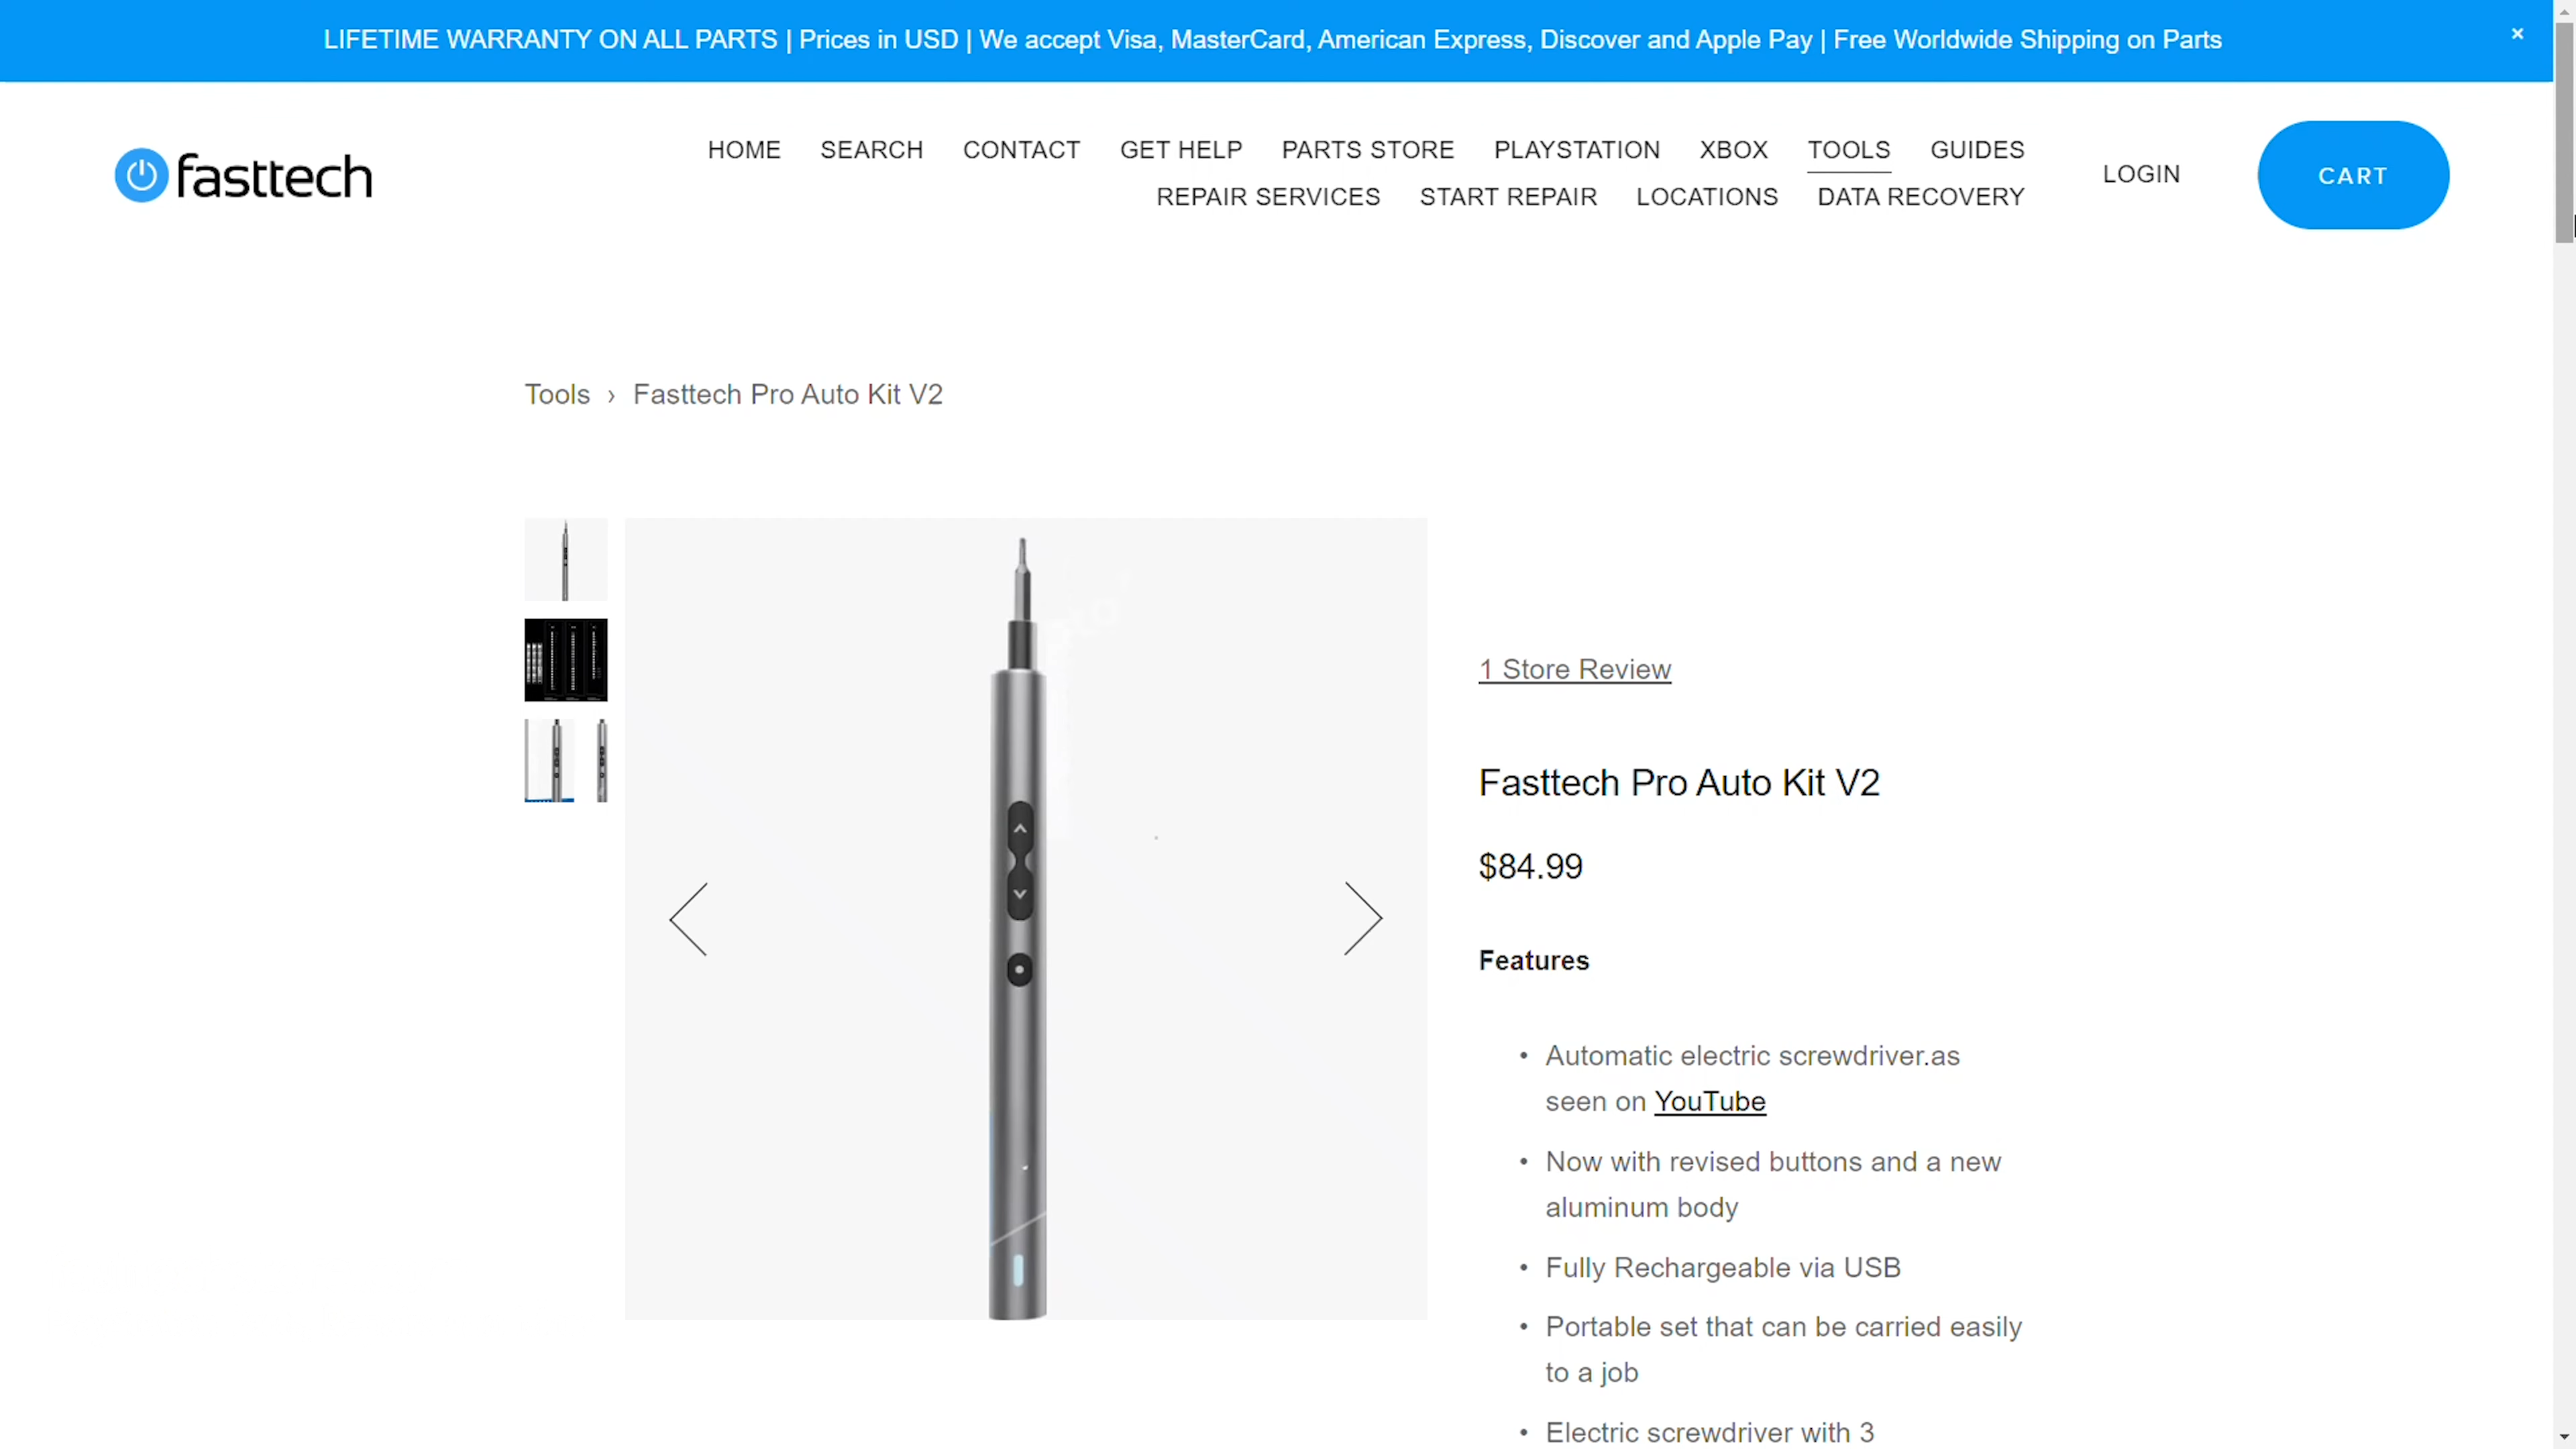 LIFETIME WARRANTY ON ALL PARTS | Prices in USD | We accept Visa, MasterCard, American Express, Discover and Apple Pay | Free Worldwide Shipping on Parts
×
fasttech
HOME SEARCH CONTACT GET HELP PARTS STORE PLAYSTATION XBOX TOOLS GUIDES
REPAIR SERVICES START REPAIR LOCATIONS DATA RECOVERY
LOGIN
CART
Tools › Fasttech Pro Auto Kit V2
1 Store Review
Fasttech Pro Auto Kit V2
$84.99
Features
• Automatic electric screwdriver.as
seen on YouTube
• Now with revised buttons and a new
aluminum body
• Fully Rechargeable via USB
• Portable set that can be carried easily
to a job
• Electric screwdriver with 3